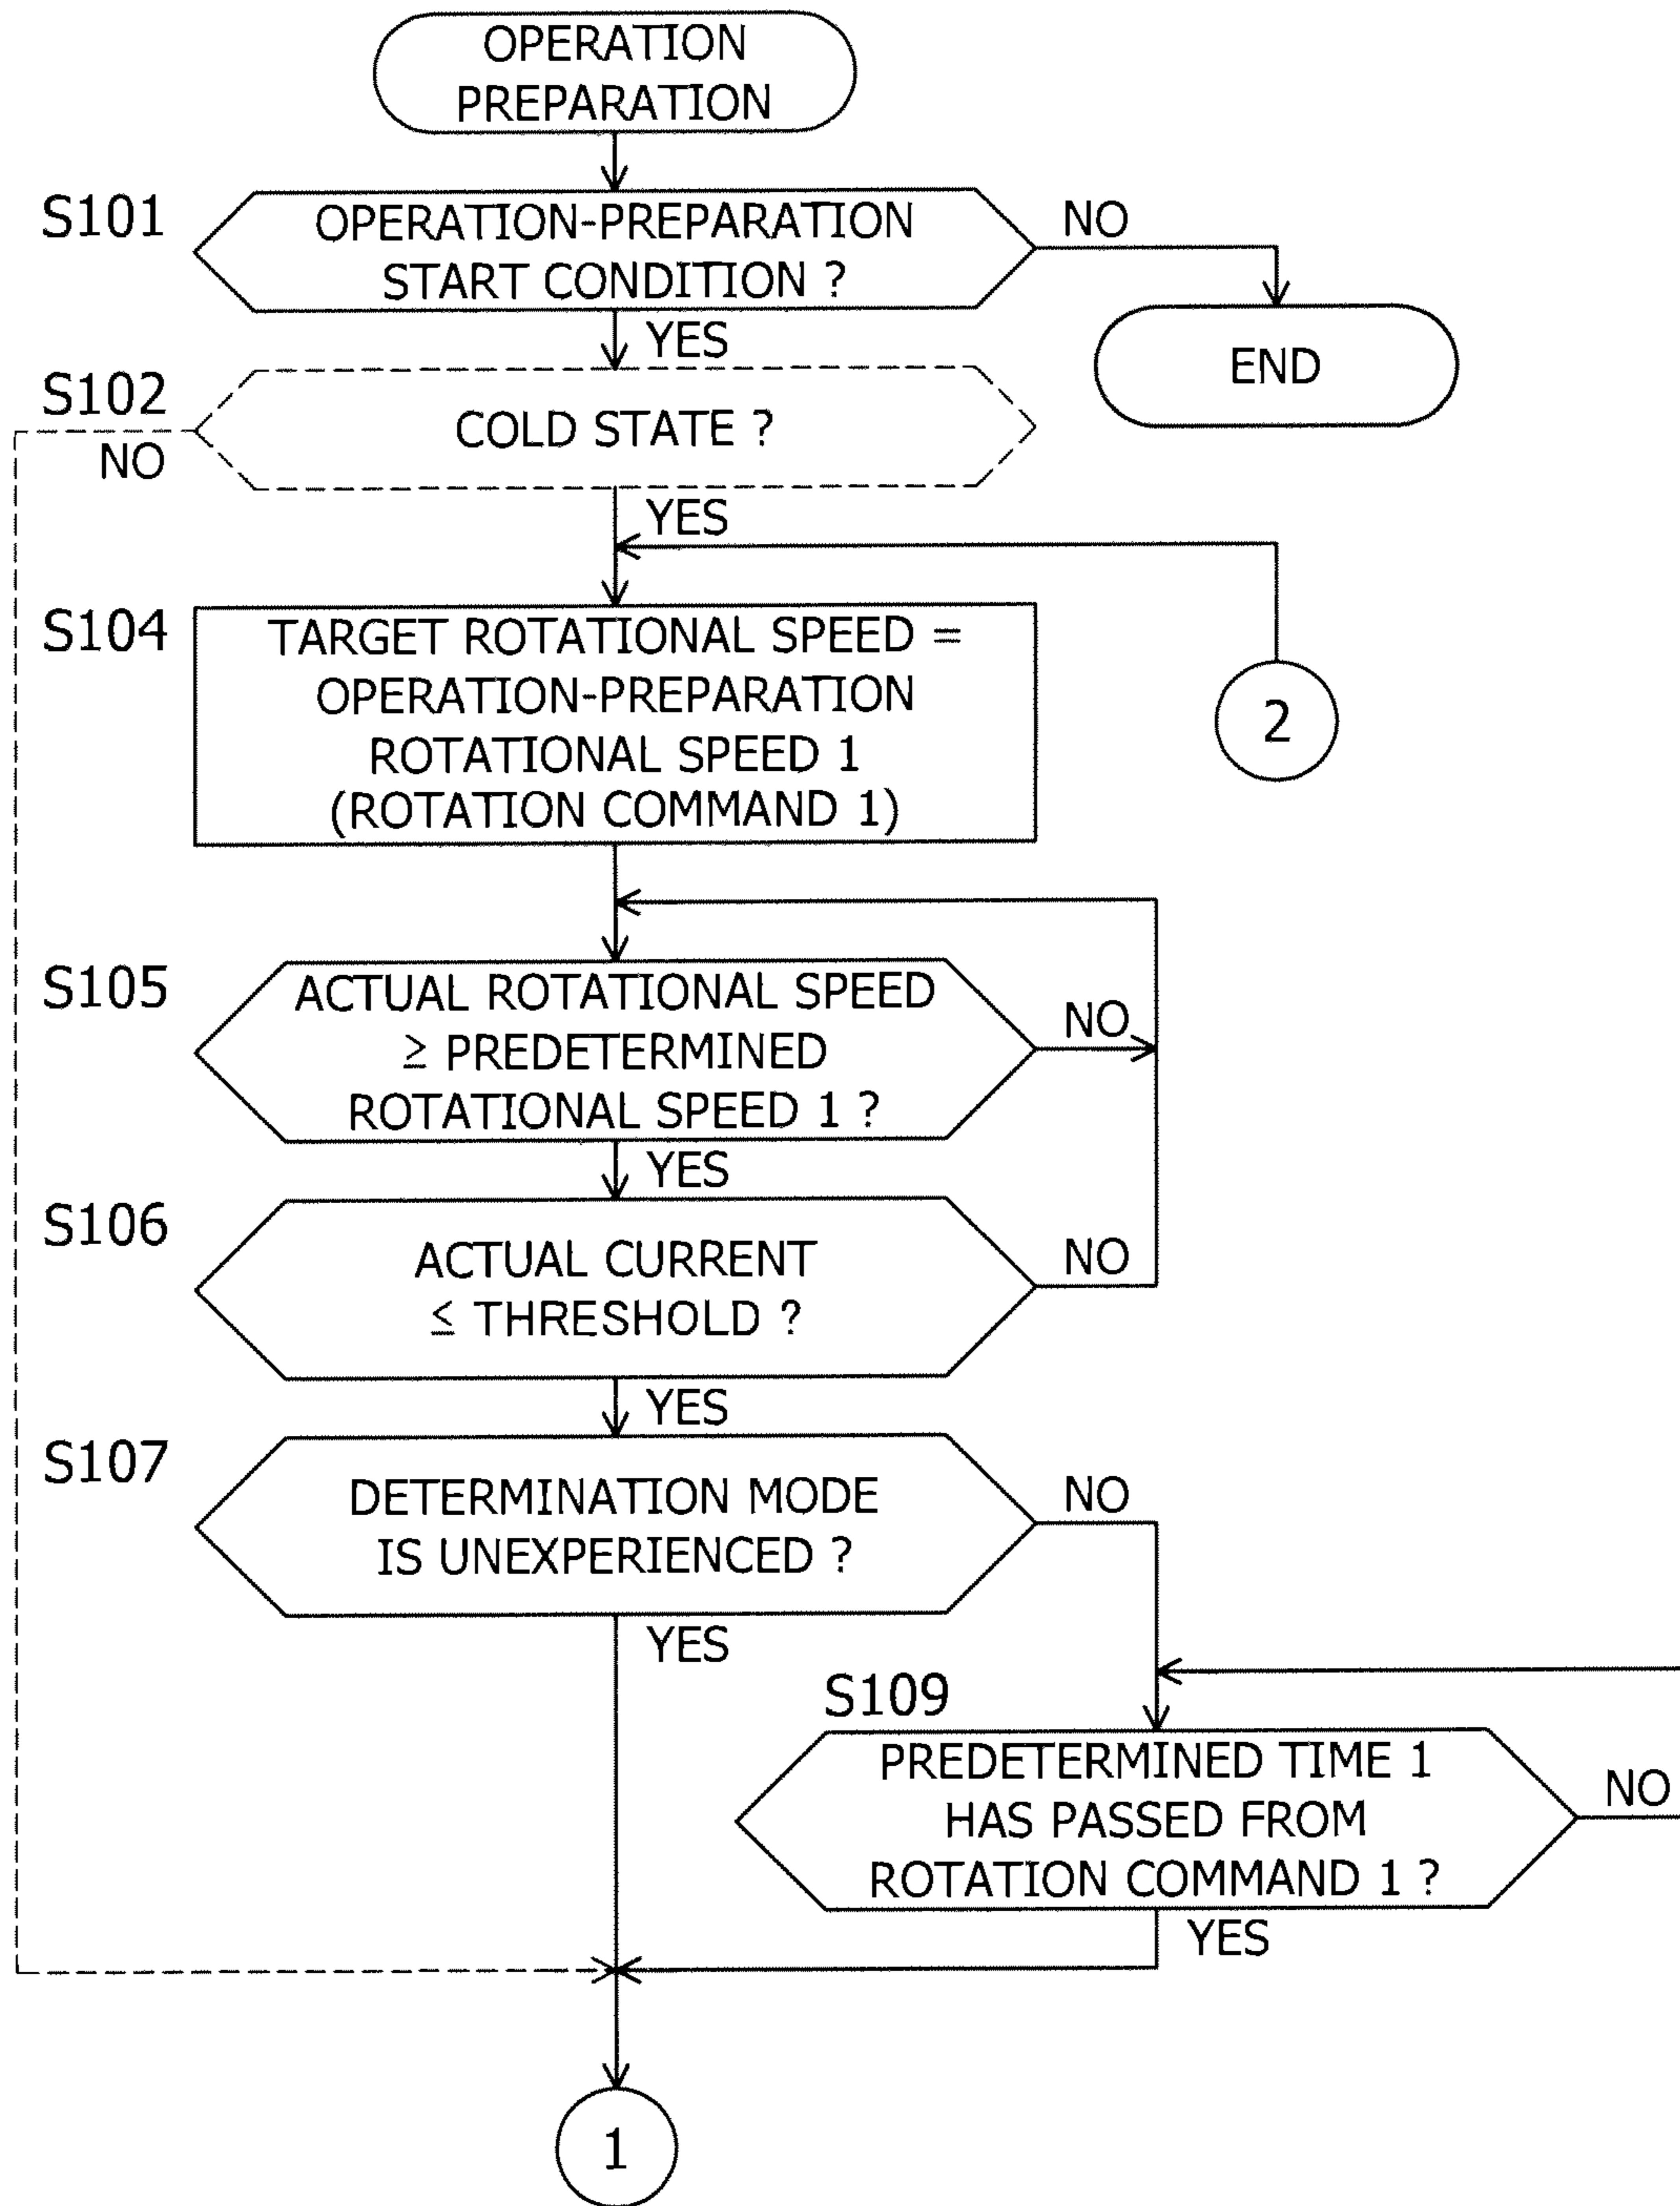 OPERATION
PREPARATION
S101
OPERATION-PREPARATION
START CONDITION ?
NO
YES
END
S102
COLD STATE ?
NO
YES
S104
TARGET ROTATIONAL SPEED =
OPERATION-PREPARATION
ROTATIONAL SPEED 1
(ROTATION COMMAND 1)
2
S105
ACTUAL ROTATIONAL SPEED
≥ PREDETERMINED
ROTATIONAL SPEED 1 ?
NO
YES
S106
ACTUAL CURRENT
≤ THRESHOLD ?
NO
YES
S107
DETERMINATION MODE
IS UNEXPERIENCED ?
NO
YES
S109
PREDETERMINED TIME 1
HAS PASSED FROM
ROTATION COMMAND 1 ?
NO
YES
1